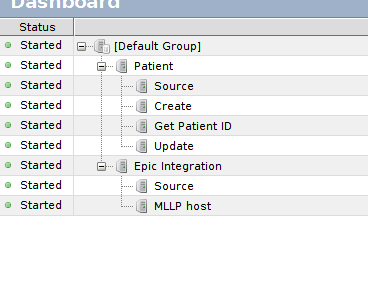 Dashboard
Status
Started [Default Group]
Started Patient
Started Source
Started Create
Started Get Patient ID
Started Update
Started Epic Integration
Started Source
Started MLLP host